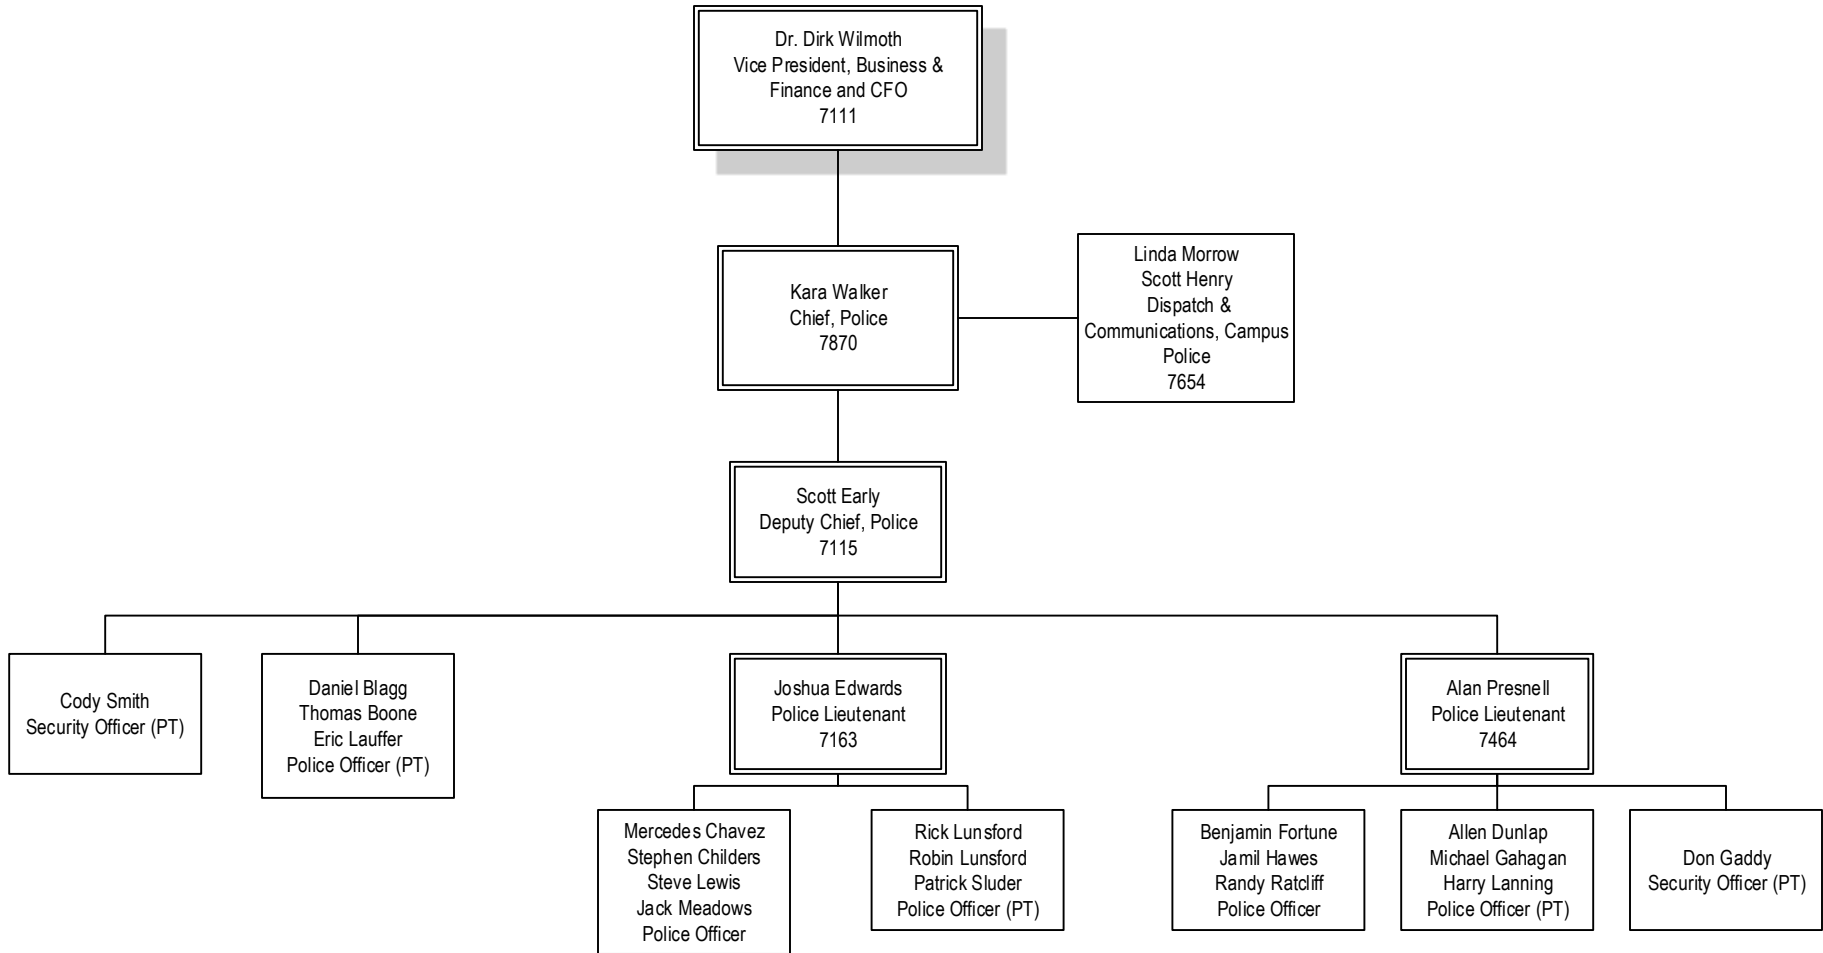 Dr. Dirk Wilmoth
Vice President, Business &
Finance and CFO
7111
Kara Walker
Chief, Police
7870
Linda Morrow
Scott Henry
Dispatch &
Communications, Campus
Police
7654
Scott Early
Deputy Chief, Police
7115
Cody Smith
Security Officer (PT)
Daniel Blagg
Thomas Boone
Eric Lauffer
Police Officer (PT)
Joshua Edwards
Police Lieutenant
7163
Alan Presnell
Police Lieutenant
7464
Mercedes Chavez
Stephen Childers
Steve Lewis
Jack Meadows
Police Officer
Rick Lunsford
Robin Lunsford
Patrick Sluder
Police Officer (PT)
Benjamin Fortune
Jamil Hawes
Randy Ratcliff
Police Officer
Allen Dunlap
Michael Gahagan
Harry Lanning
Police Officer (PT)
Don Gaddy
Security Officer (PT)